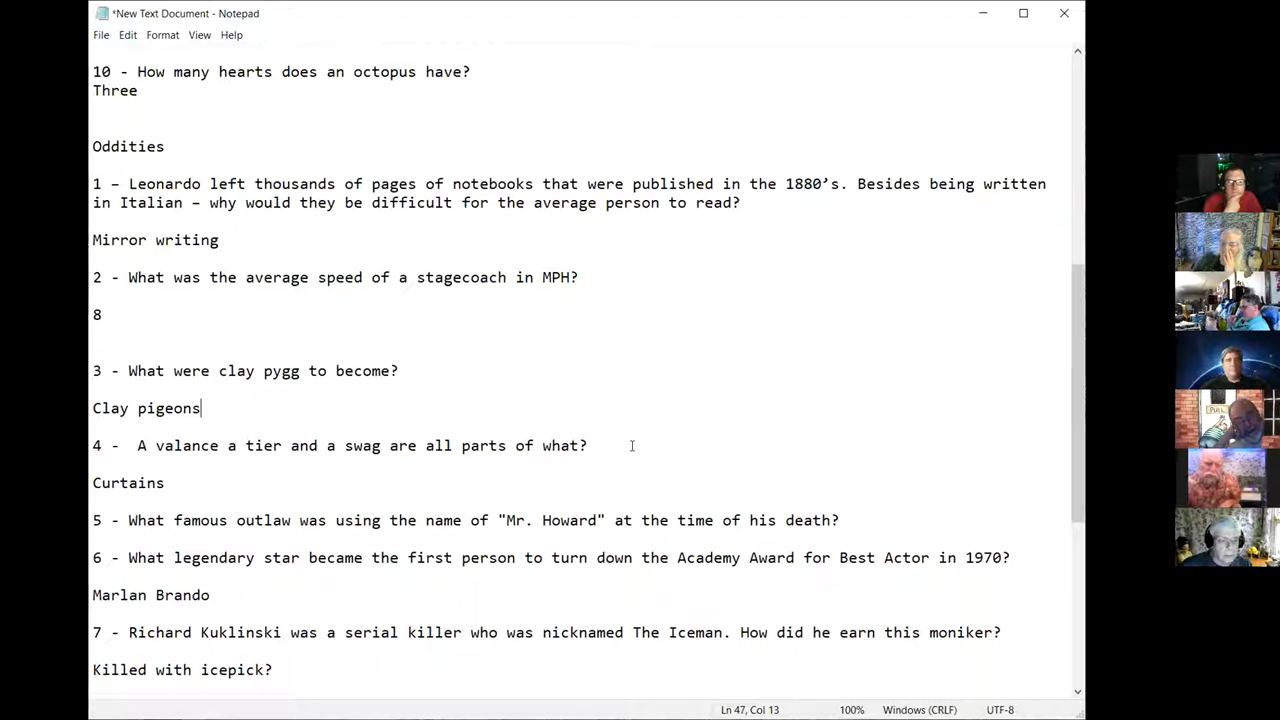 *New Text Document - Notepad
File Edit Format View Help
10 - How many hearts does an octopus have?
Three
Oddities
1 – Leonardo left thousands of pages of notebooks that were published in the 1880’s. Besides being written
in Italian – why would they be difficult for the average person to read?
Mirror writing
2 - What was the average speed of a stagecoach in MPH?
8
3 - What were clay pygg to become?
Clay pigeons
4 -  A valance a tier and a swag are all parts of what?
Curtains
5 - What famous outlaw was using the name of "Mr. Howard" at the time of his death?
6 - What legendary star became the first person to turn down the Academy Award for Best Actor in 1970?
Marlan Brando
7 - Richard Kuklinski was a serial killer who was nicknamed The Iceman. How did he earn this moniker?
Killed with icepick?
Ln 47, Col 13 100% Windows (CRLF) UTF-8